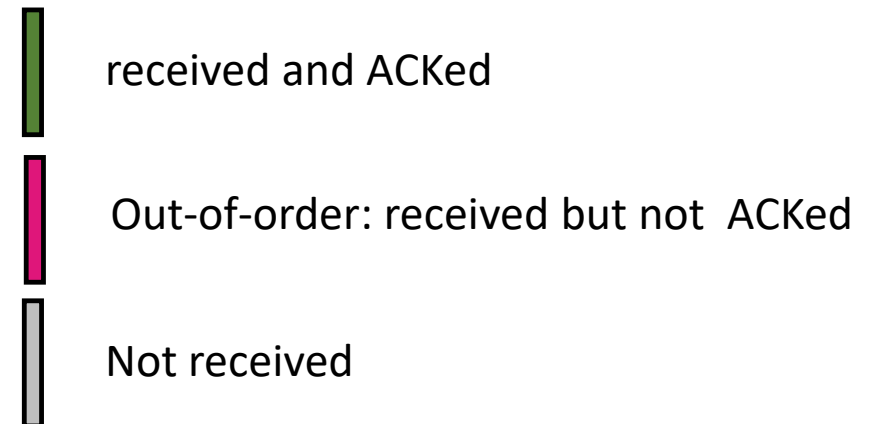 received and ACKed
Out-of-order: received but not ACKed
Not received